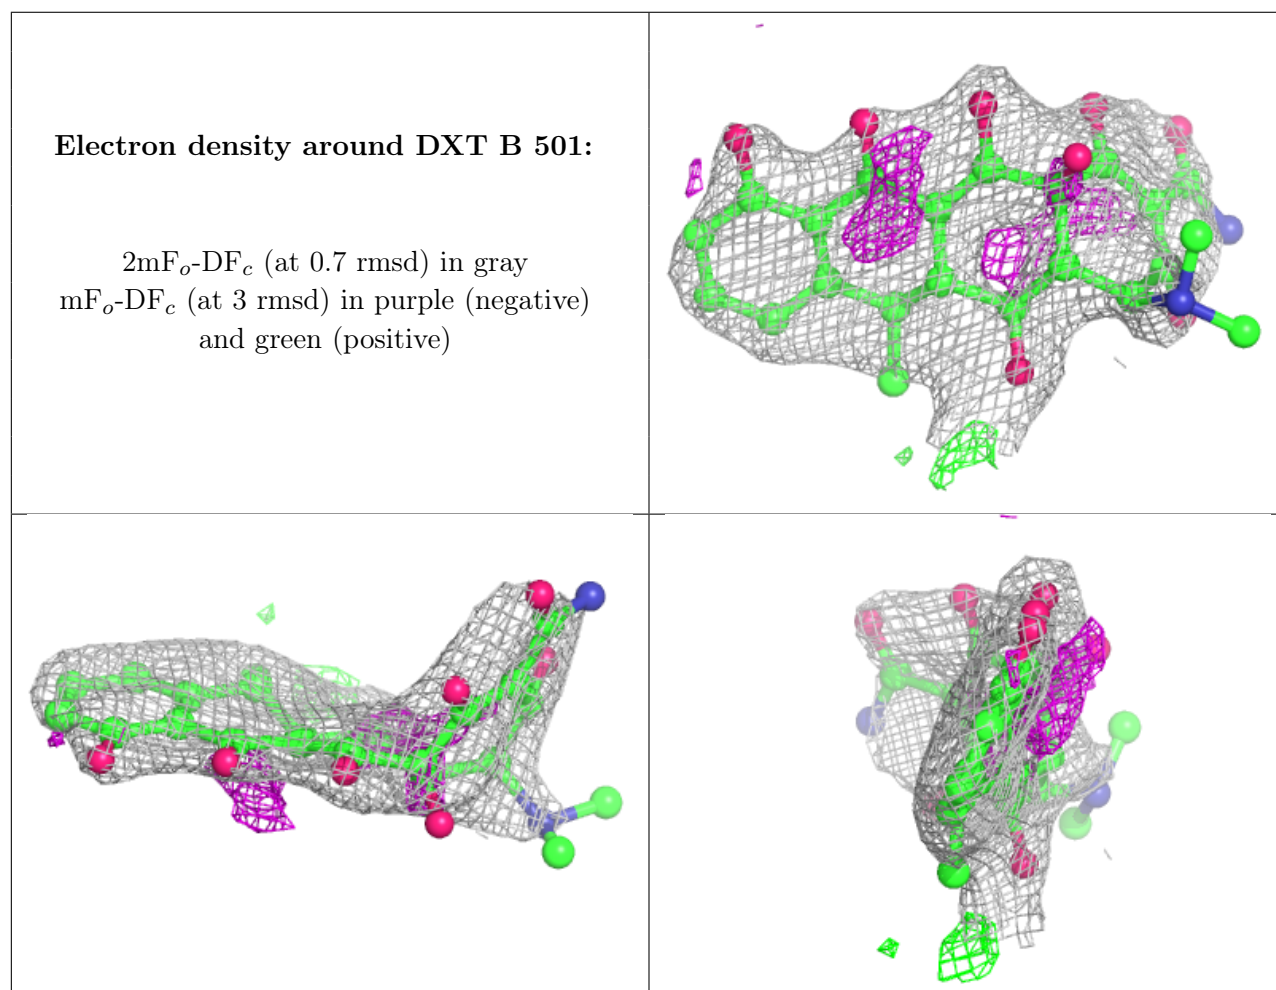 Electron density around DXT B 501:
2mFo-DFc (at 0.7 rmsd) in gray
mFo-DFc (at 3 rmsd) in purple (negative)
and green (positive)